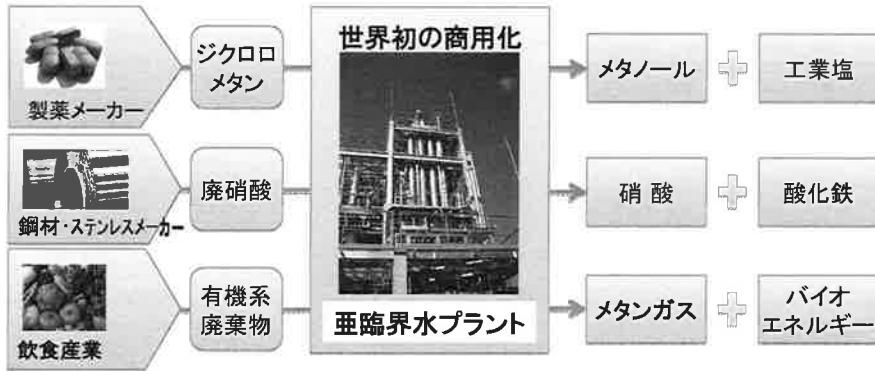 世界初の商用化
製薬メーカー
ジクロロ
メタン
メタノール
工業塩
鋼材・ステンレスメーカー
廃硝酸
硝酸
酸化鉄
飲食産業
有機系
廃棄物
亜臨界水プラント
メタンガス
バイオ
エネルギー